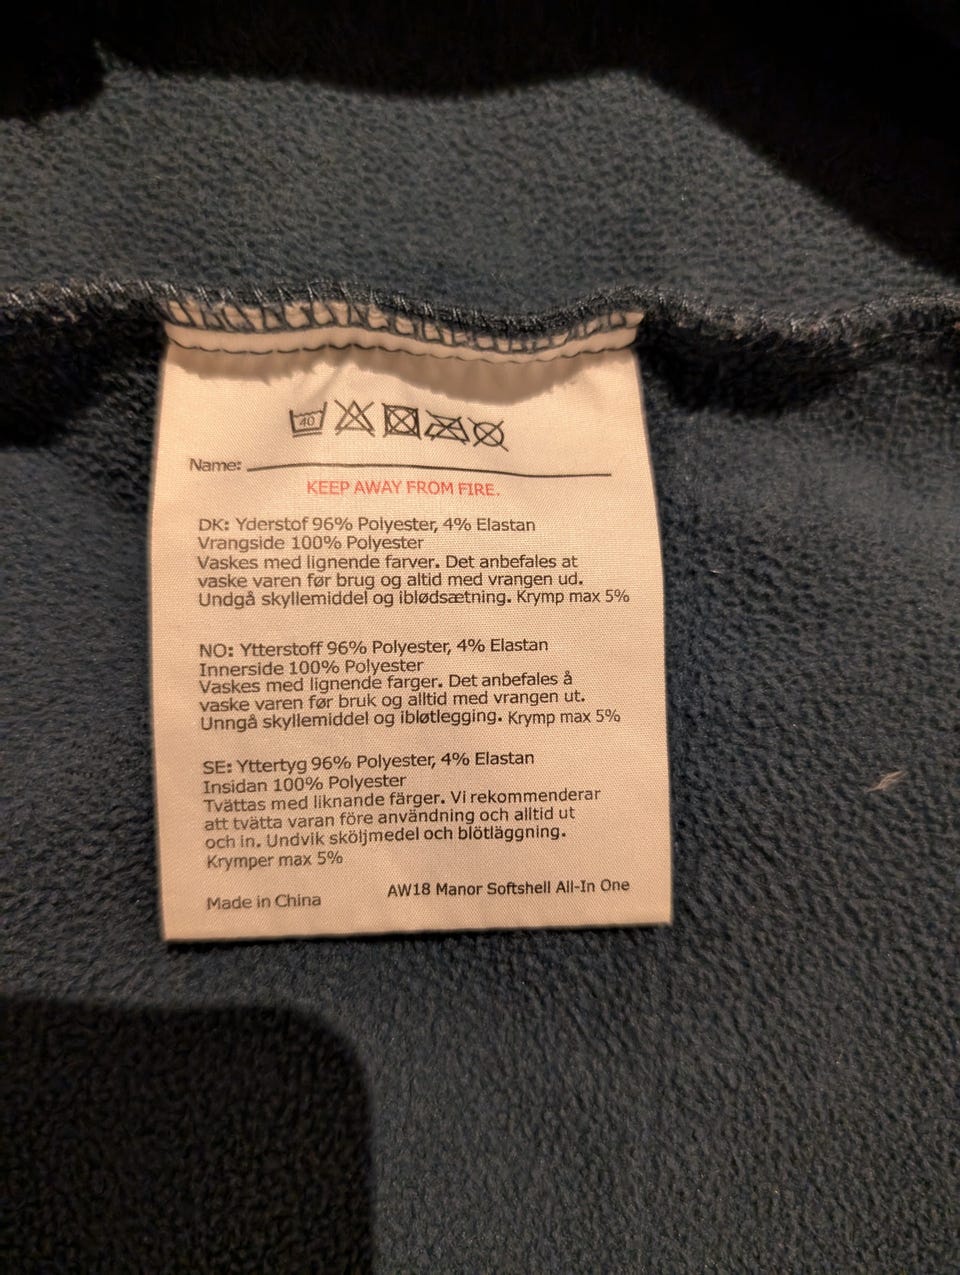 40
Name:
KEEP AWAY FROM FIRE.
DK: Yderstof 96% Polyester, 4% Elastan
Vrangside 100% Polyester
Vaskes med lignende farver. Det anbefales at
vaske varen før brug og altid med vrangen ud.
Undgå skyllemiddel og iblødsætning. Krymp max 5%
NO: Ytterstoff 96% Polyester, 4% Elastan
Innerside 100% Polyester
Vaskes med lignende farger. Det anbefales å
vaske varen før bruk og alltid med vrangen ut.
Unngå skyllemiddel og ibløtlegging. Krymp max 5%
SE: Yttertyg 96% Polyester, 4% Elastan
Insidan 100% Polyester
Tvättas med liknande färger. Vi rekommenderar
att tvätta varan före användning och alltid ut
och in. Undvik sköljmedel och blötläggning.
Krymper max 5%
Made in China
AW18 Manor Softshell All-In One